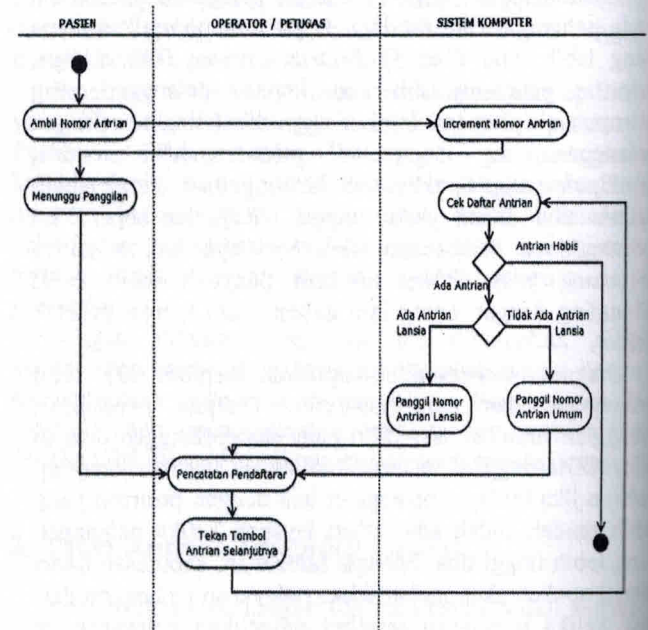 PASIEN
OPERATOR / PETUGAS
SISTEM KOMPUTER
Ambil Nomor Antrian
Increment Nomor Antrian
Menunggu Panggilan
Cek Daftar Antrian
Antrian Habis
Ada Antrian
Ada Antrian
Lansia
Tidak Ada Antrian
Lansia
Panggil Nomor
Antrian Lansia
Panggil Nomor
Antrian Umum
Pencatatan Pendaftaran
Tekan Tombol
Antrian Selanjutnya